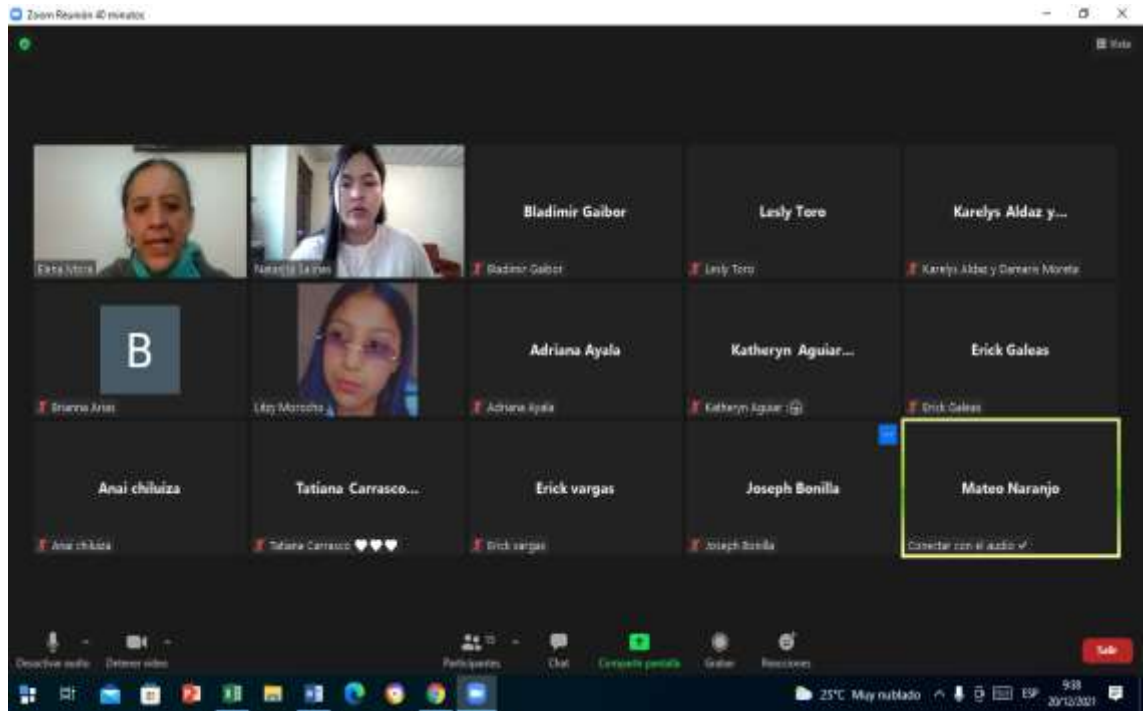 Zoom Reunión 40 minutos
Vista
Elena Mora
Bladimir Gaibor
Bladimir Gaibor
Lesly Toro
Lesly Toro
Karelys Aldaz y...
Karelys Aldaz y Damaris Moreta
B
Brianna Arias
Litzy Morocho
Adriana Ayala
Adriana Ayala
Katheryn Aguiar...
Katheryn Aguiar
Erick Galeas
Erick Galeas
Anai chiluiza
Anai chiluiza
Tatiana Carrasco...
Tatiana Carrasco 🤍🤍🤍
Erick vargas
Erick vargas
Joseph Bonilla
Joseph Bonilla
Mateo Naranjo
Conectar con el audio ✓
Desactivar audio
Detener video
15
Participantes
Chat
Compartir pantalla
Grabar
Reacciones
Salir
25°C Muy nublado
ESP
9:38
20/12/2021